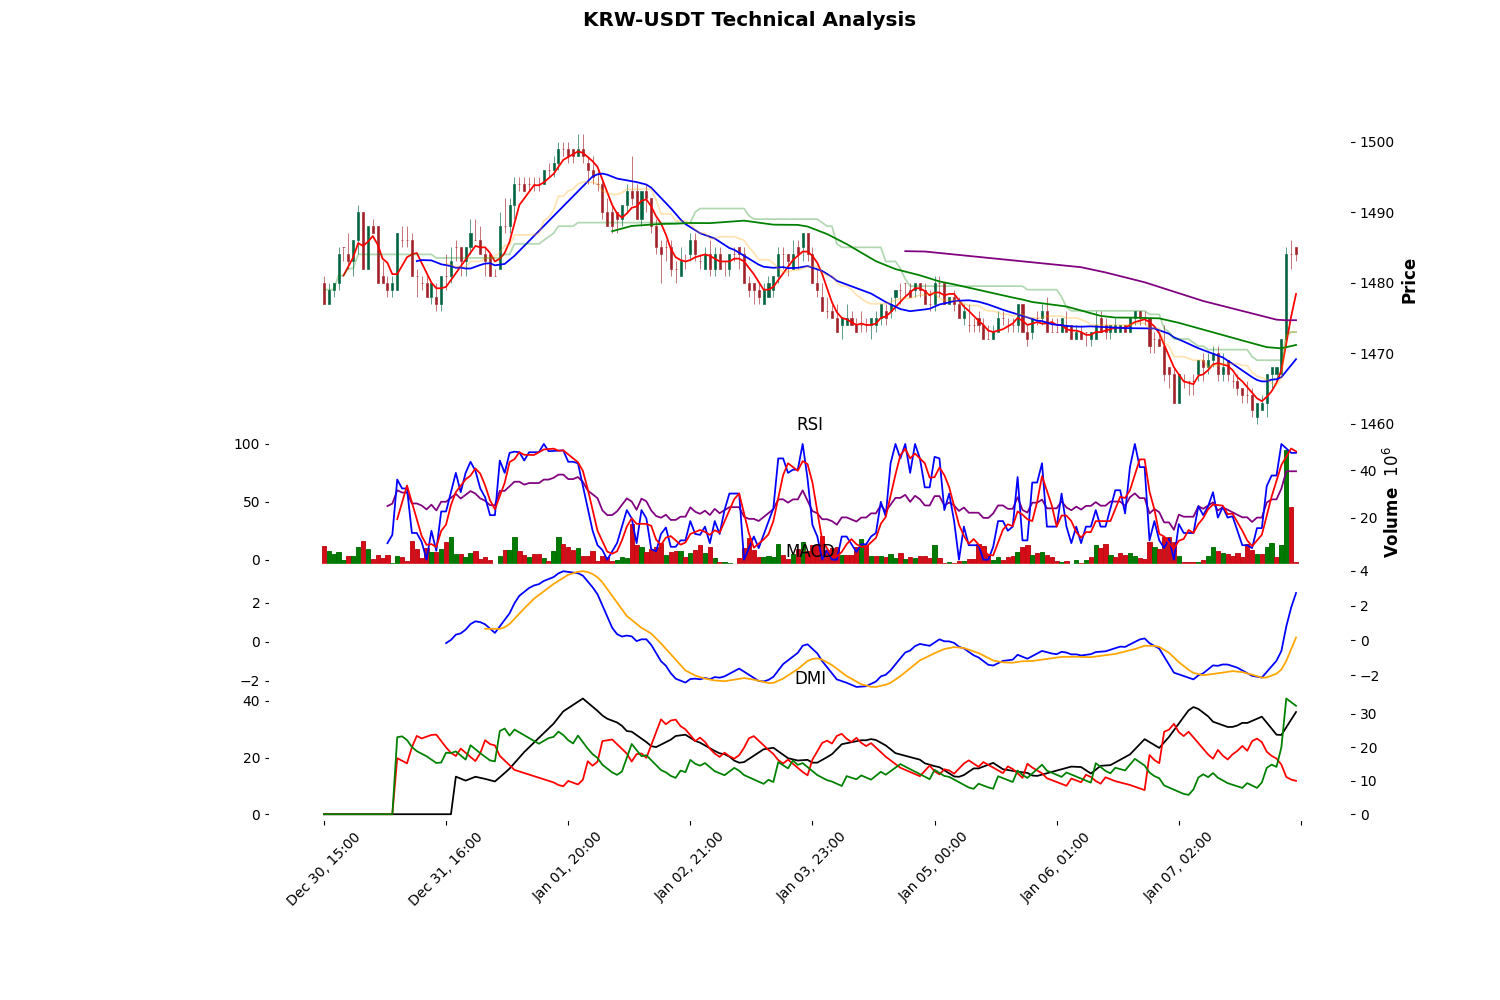 KRW-USDT Technical Analysis
1500
1490
1480
1470
1460
Price
RSI
100
50
0
40
20
Volume 10^6
MACD
2
0
−2
4
2
0
−2
DMI
40
20
0
30
20
10
0
Dec 30, 15:00
Dec 31, 16:00
Jan 01, 20:00
Jan 02, 21:00
Jan 03, 23:00
Jan 05, 00:00
Jan 06, 01:00
Jan 07, 02:00